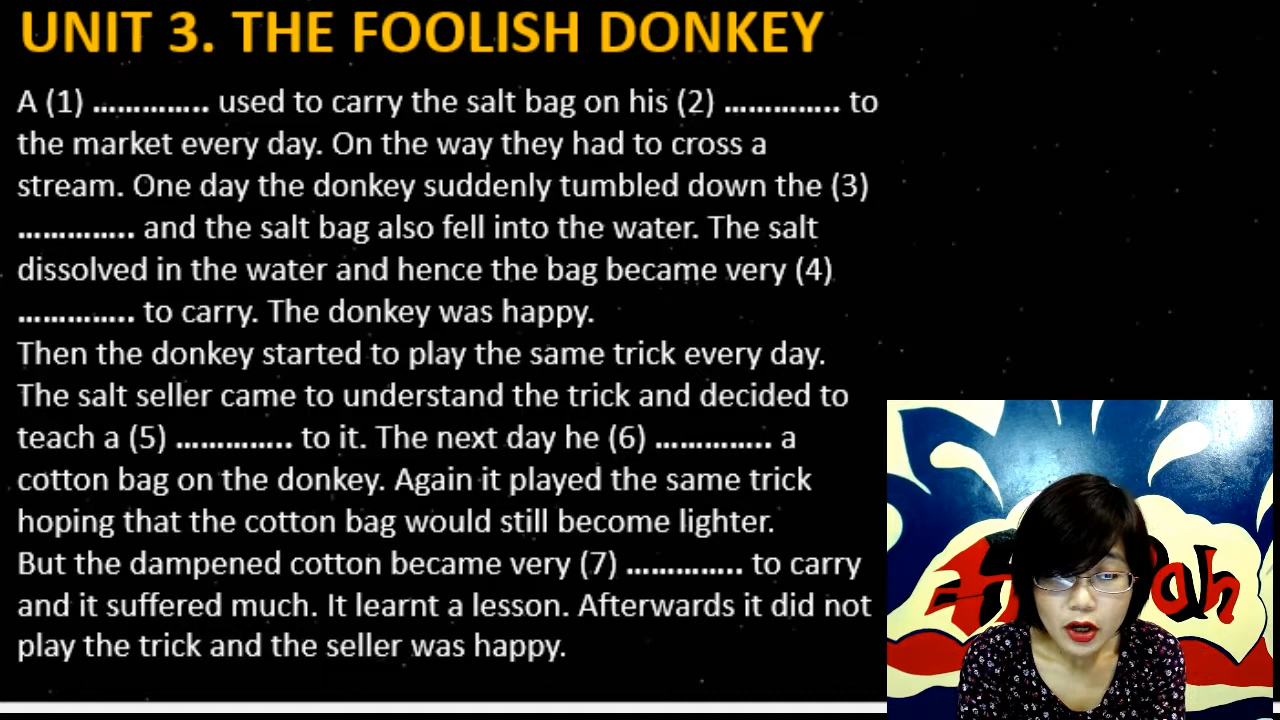 UNIT 3. THE FOOLISH DONKEY
A (1) ………….. used to carry the salt bag on his (2) ………….. to
the market every day. On the way they had to cross a
stream. One day the donkey suddenly tumbled down the (3)
………….. and the salt bag also fell into the water. The salt
dissolved in the water and hence the bag became very (4)
………….. to carry. The donkey was happy.
Then the donkey started to play the same trick every day.
The salt seller came to understand the trick and decided to
teach a (5) ………….. to it. The next day he (6) ………….. a
cotton bag on the donkey. Again it played the same trick
hoping that the cotton bag would still become lighter.
But the dampened cotton became very (7) ………….. to carry
and it suffered much. It learnt a lesson. Afterwards it did not
play the trick and the seller was happy.